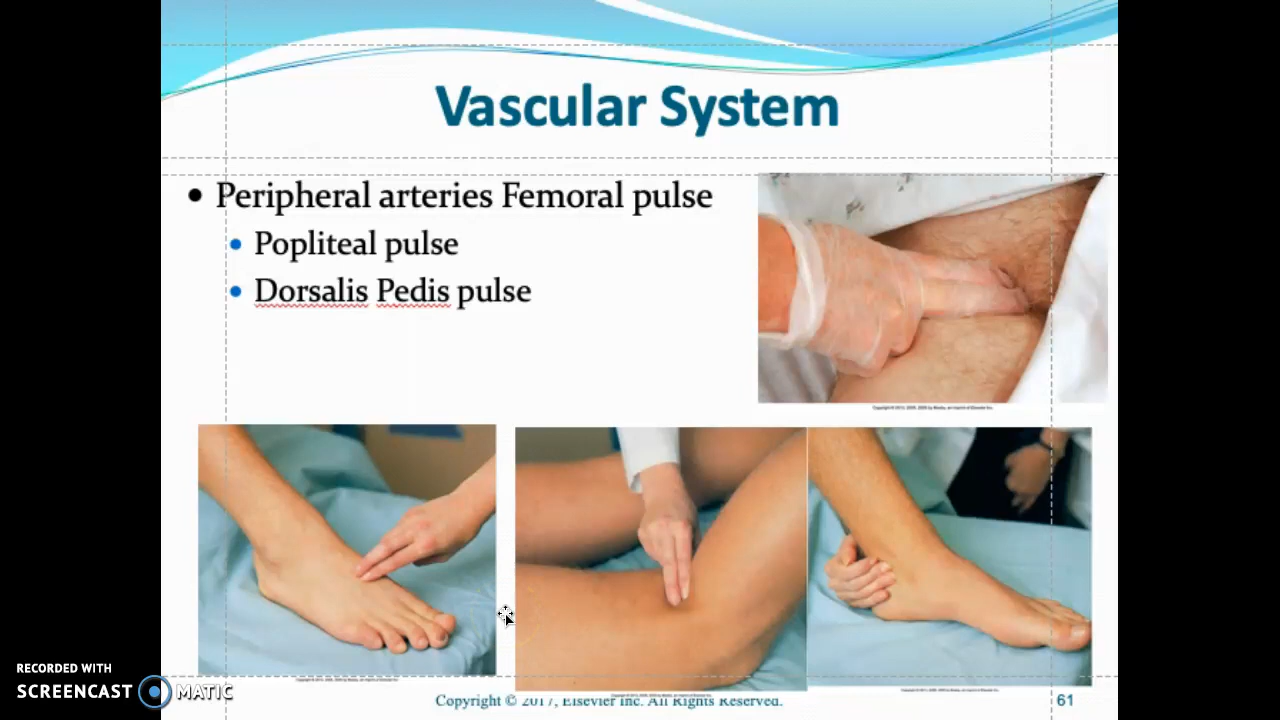 Vascular System
• Peripheral arteries Femoral pulse
• Popliteal pulse
• Dorsalis Pedis pulse
RECORDED WITH
SCREENCAST MATIC
Copyright © 2017, Elsevier Inc. All Rights Reserved.
61